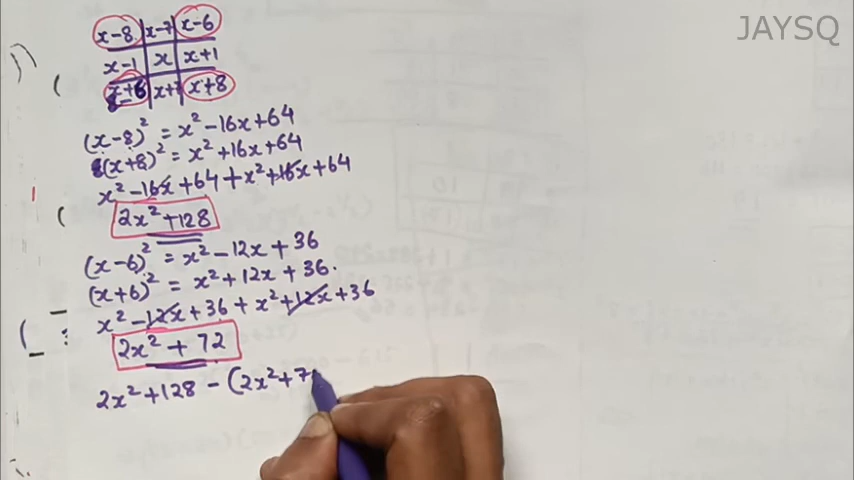 JAYSQ
x-8 x-7 x-6
x-1 x x+1
x+6 x+7 x+8
(x-8)² = x² -16x+64
(x+8)² = x² +16x+64
x² -16x +64 + x² +16x +64
2x² +128
(x-6)² = x² -12x + 36
(x+6)² = x² +12x + 36.
x² -12x + 36 + x² +12x +36
2x² + 72
2x² +128 - (2x² +7